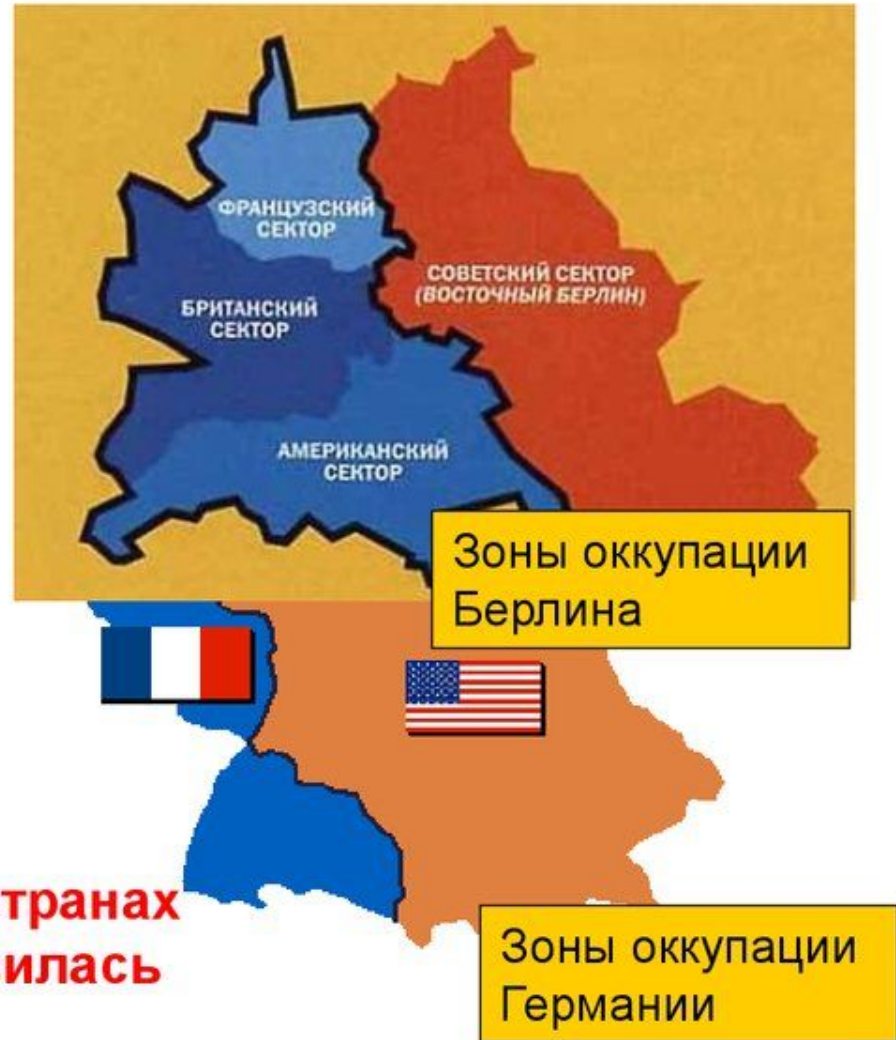 ФРАНЦУЗСКИЙ
СЕКТОР
СОВЕТСКИЙ СЕКТОР
(ВОСТОЧНЫЙ БЕРЛИН)
БРИТАНСКИЙ
СЕКТОР
АМЕРИКАНСКИЙ
СЕКТОР
Зоны оккупации
Берлина
транах
илась
Зоны оккупации
Германии